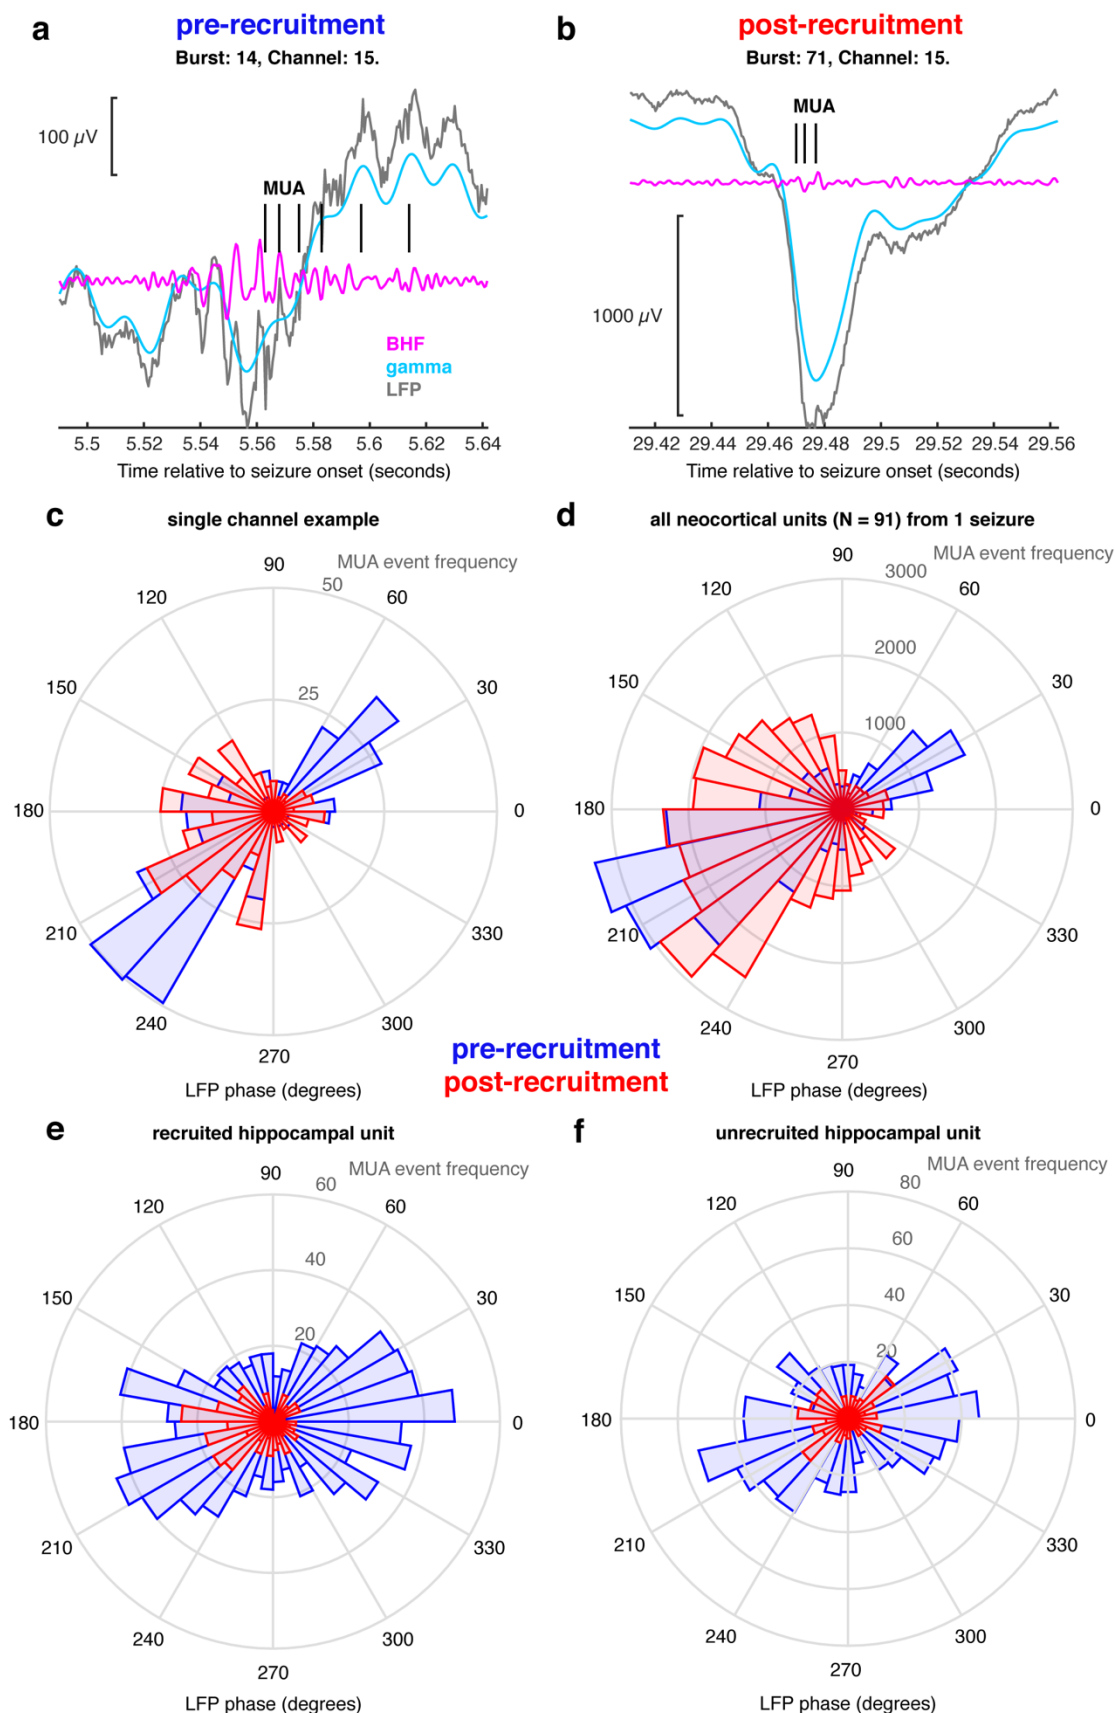 a
pre-recruitment
Burst: 14, Channel: 15.
100 µV
MUA
BHF
gamma
LFP
5.5 5.52 5.54 5.56 5.58 5.6 5.62 5.64
Time relative to seizure onset (seconds)
b
post-recruitment
Burst: 71, Channel: 15.
MUA
1000 µV
29.42 29.44 29.46 29.48 29.5 29.52 29.54 29.56
Time relative to seizure onset (seconds)
c
single channel example
MUA event frequency
90
50
60
120
150
25
30
180
0
210
330
240
300
270
LFP phase (degrees)
d
all neocortical units (N = 91) from 1 seizure
MUA event frequency
90
3000
60
120
2000
150
30
1000
180
0
210
330
240
300
270
LFP phase (degrees)
pre-recruitment
post-recruitment
e
recruited hippocampal unit
MUA event frequency
90
60
60
120
40
150
30
20
180
0
210
330
240
300
270
LFP phase (degrees)
f
unrecruited hippocampal unit
MUA event frequency
90
80
60
120
60
150
40
30
20
180
0
210
330
240
300
270
LFP phase (degrees)